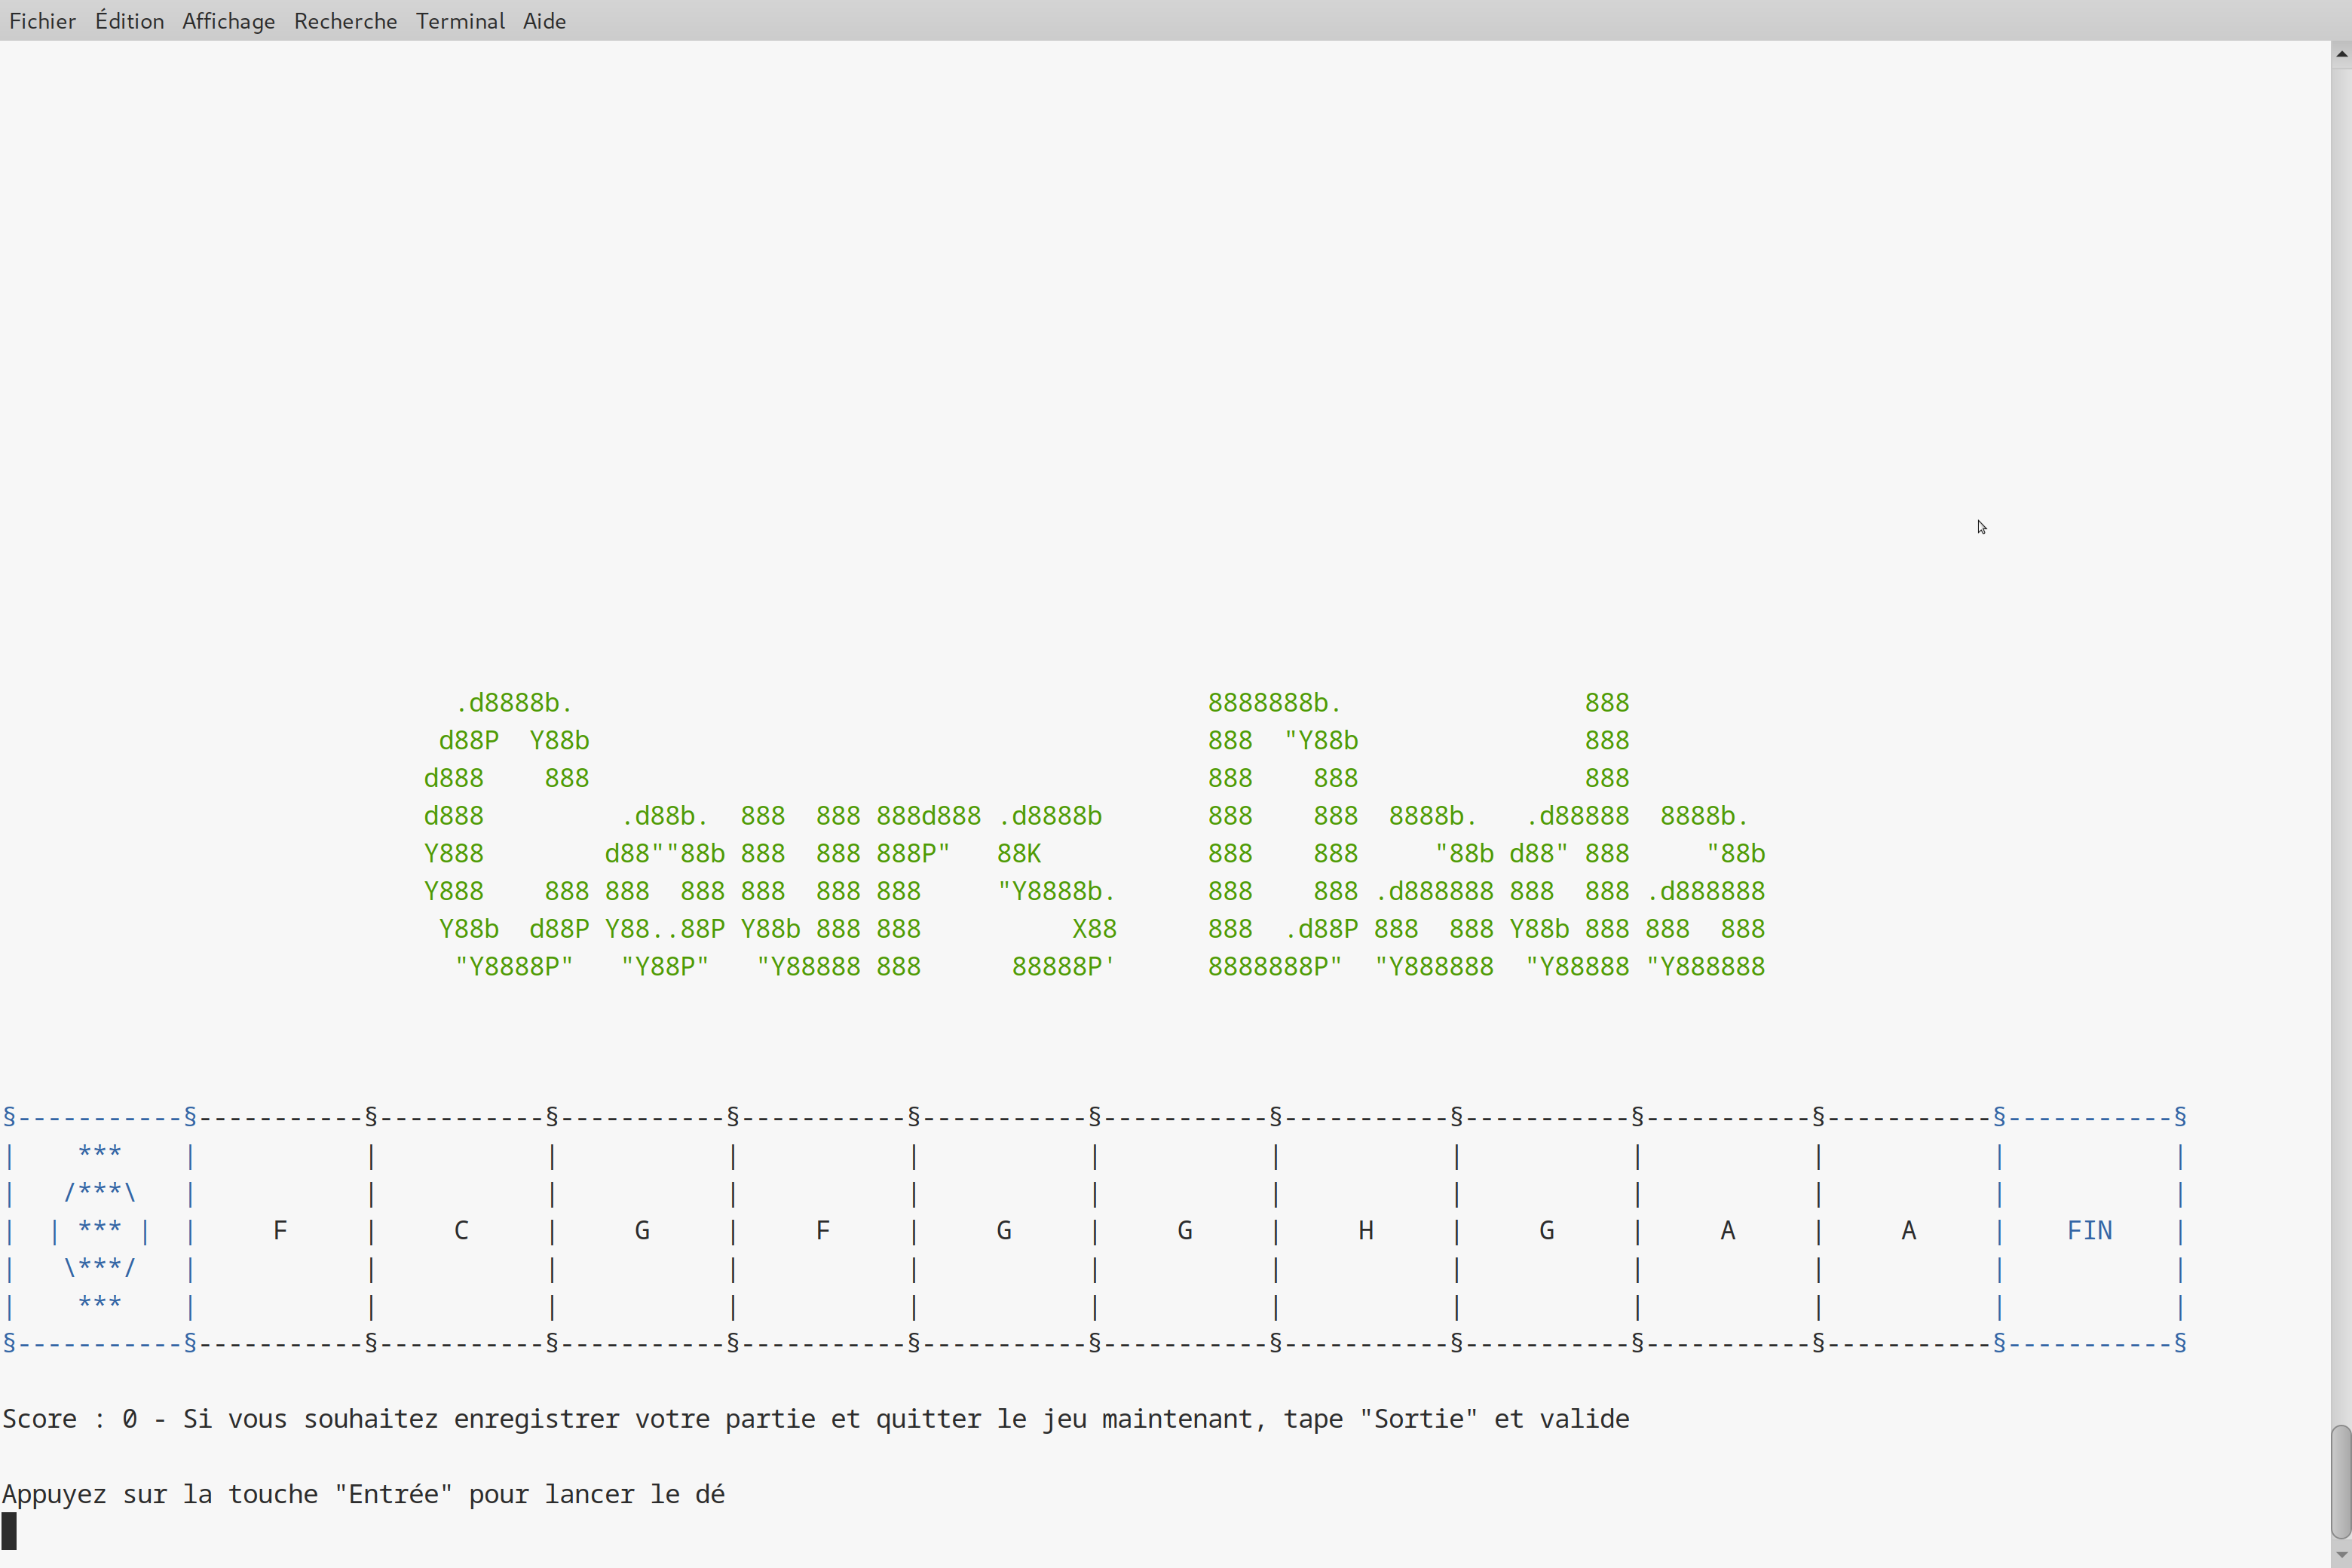 Fichier Édition Affichage Recherche Terminal Aide
  .d8888b.                                          8888888b.                888
 d88P  Y88b                                         888  "Y88b               888
d888    888                                         888    888               888
d888         .d88b.  888  888 888d888 .d8888b       888    888  8888b.   .d88888  8888b.
Y888        d88""88b 888  888 888P"   88K           888    888     "88b d88" 888     "88b
Y888    888 888  888 888  888 888     "Y8888b.      888    888 .d888888 888  888 .d888888
 Y88b  d88P Y88..88P Y88b 888 888          X88      888  .d88P 888  888 Y88b 888 888  888
  "Y8888P"   "Y88P"   "Y88888 888      88888P'      8888888P"  "Y888888  "Y88888 "Y888888
§-----------§-----------§-----------§-----------§-----------§-----------§-----------§-----------§-----------§-----------§-----------§-----------§
|    ***    |           |           |           |           |           |           |           |           |           |           |           |
|   /***\   |           |           |           |           |           |           |           |           |           |           |           |
|  | *** |  |     F     |     C     |     G     |     F     |     G     |     G     |     H     |     G     |     A     |     A     |    FIN    |
|   \***/   |           |           |           |           |           |           |           |           |           |           |           |
|    ***    |           |           |           |           |           |           |           |           |           |           |           |
§-----------§-----------§-----------§-----------§-----------§-----------§-----------§-----------§-----------§-----------§-----------§-----------§
Score : 0 - Si vous souhaitez enregistrer votre partie et quitter le jeu maintenant, tape "Sortie" et valide
Appuyez sur la touche "Entrée" pour lancer le dé